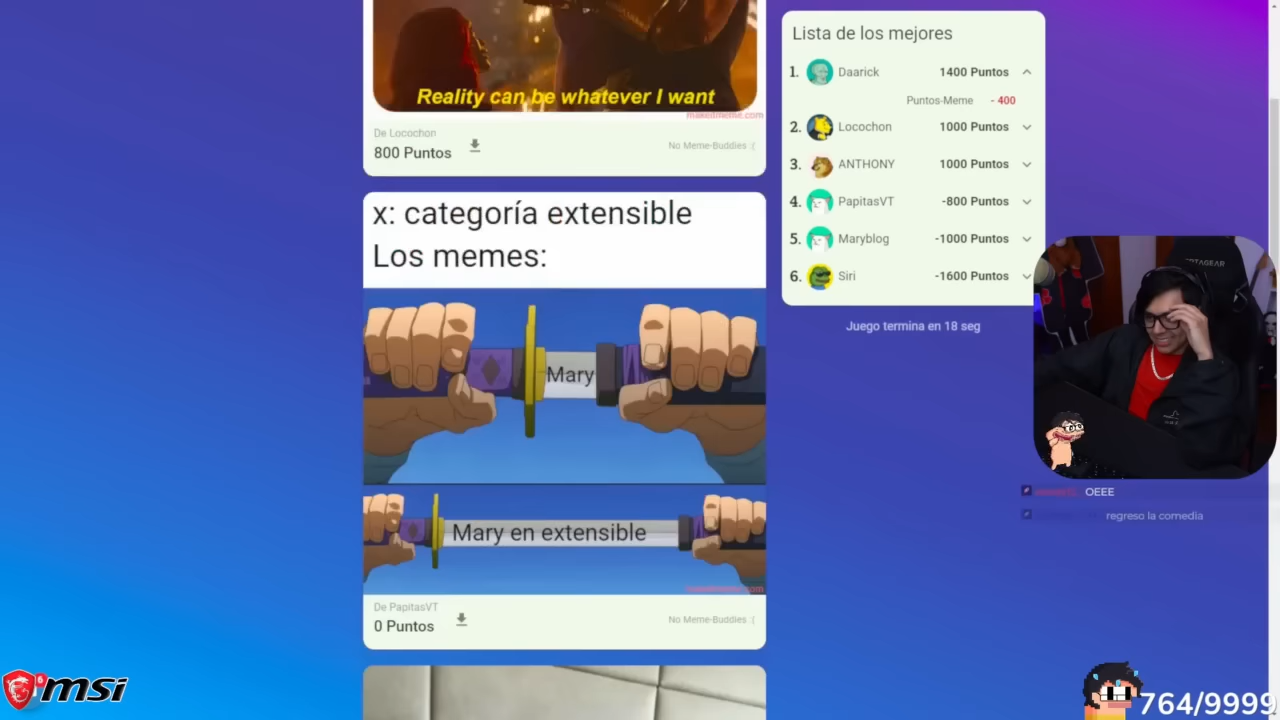 Reality can be whatever I want
makeitmeme.com
De Locochon
800 Puntos
No Meme-Buddies :(
x: categoría extensible
Los memes:
Mary
Mary en extensible
De PapitasVT
0 Puntos
No Meme-Buddies :(
Lista de los mejores
1. Daarick 1400 Puntos
Puntos-Meme - 400
2. Locochon 1000 Puntos
3. ANTHONY 1000 Puntos
4. PapitasVT -800 Puntos
5. Maryblog -1000 Puntos
6. Siri -1600 Puntos
Juego termina en 18 seg
OEEE
regreso la comedia
msi
764/9999